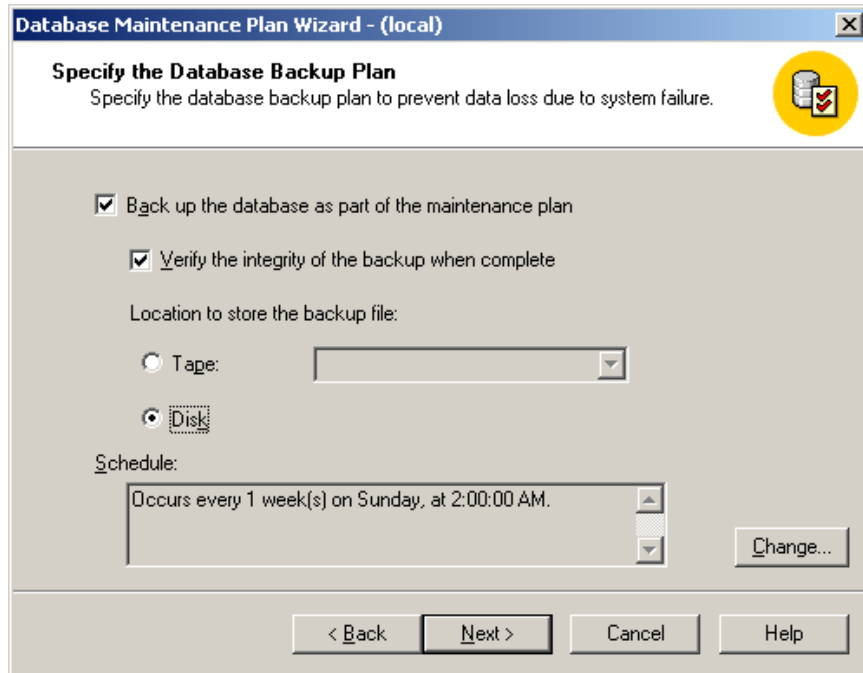 Database Maintenance Plan Wizard - (local)
Specify the Database Backup Plan
Specify the database backup plan to prevent data loss due to system failure.
Back up the database as part of the maintenance plan
Verify the integrity of the backup when complete
Location to store the backup file:
Tape:
Disk
Schedule:
Occurs every 1 week(s) on Sunday, at 2:00:00 AM.
Change...
< Back Next > Cancel Help